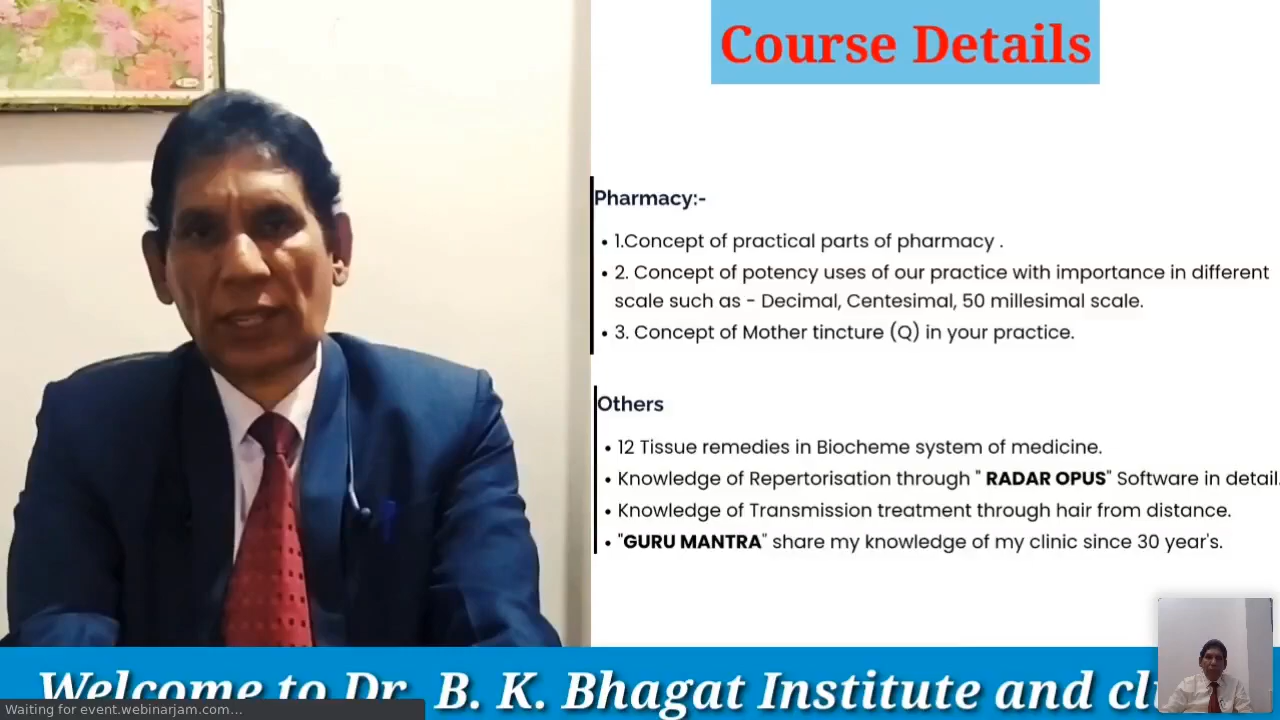 Course Details
Pharmacy:-
• 1.Concept of practical parts of pharmacy .
• 2. Concept of potency uses of our practice with importance in different
scale such as - Decimal, Centesimal, 50 millesimal scale.
• 3. Concept of Mother tincture (Q) in your practice.
Others
• 12 Tissue remedies in Biocheme system of medicine.
• Knowledge of Repertorisation through " RADAR OPUS" Software in detail.
• Knowledge of Transmission treatment through hair from distance.
• "GURU MANTRA" share my knowledge of my clinic since 30 year's.
Welcome to Dr. B. K. Bhagat Institute and cli
Waiting for event.webinarjam.com...